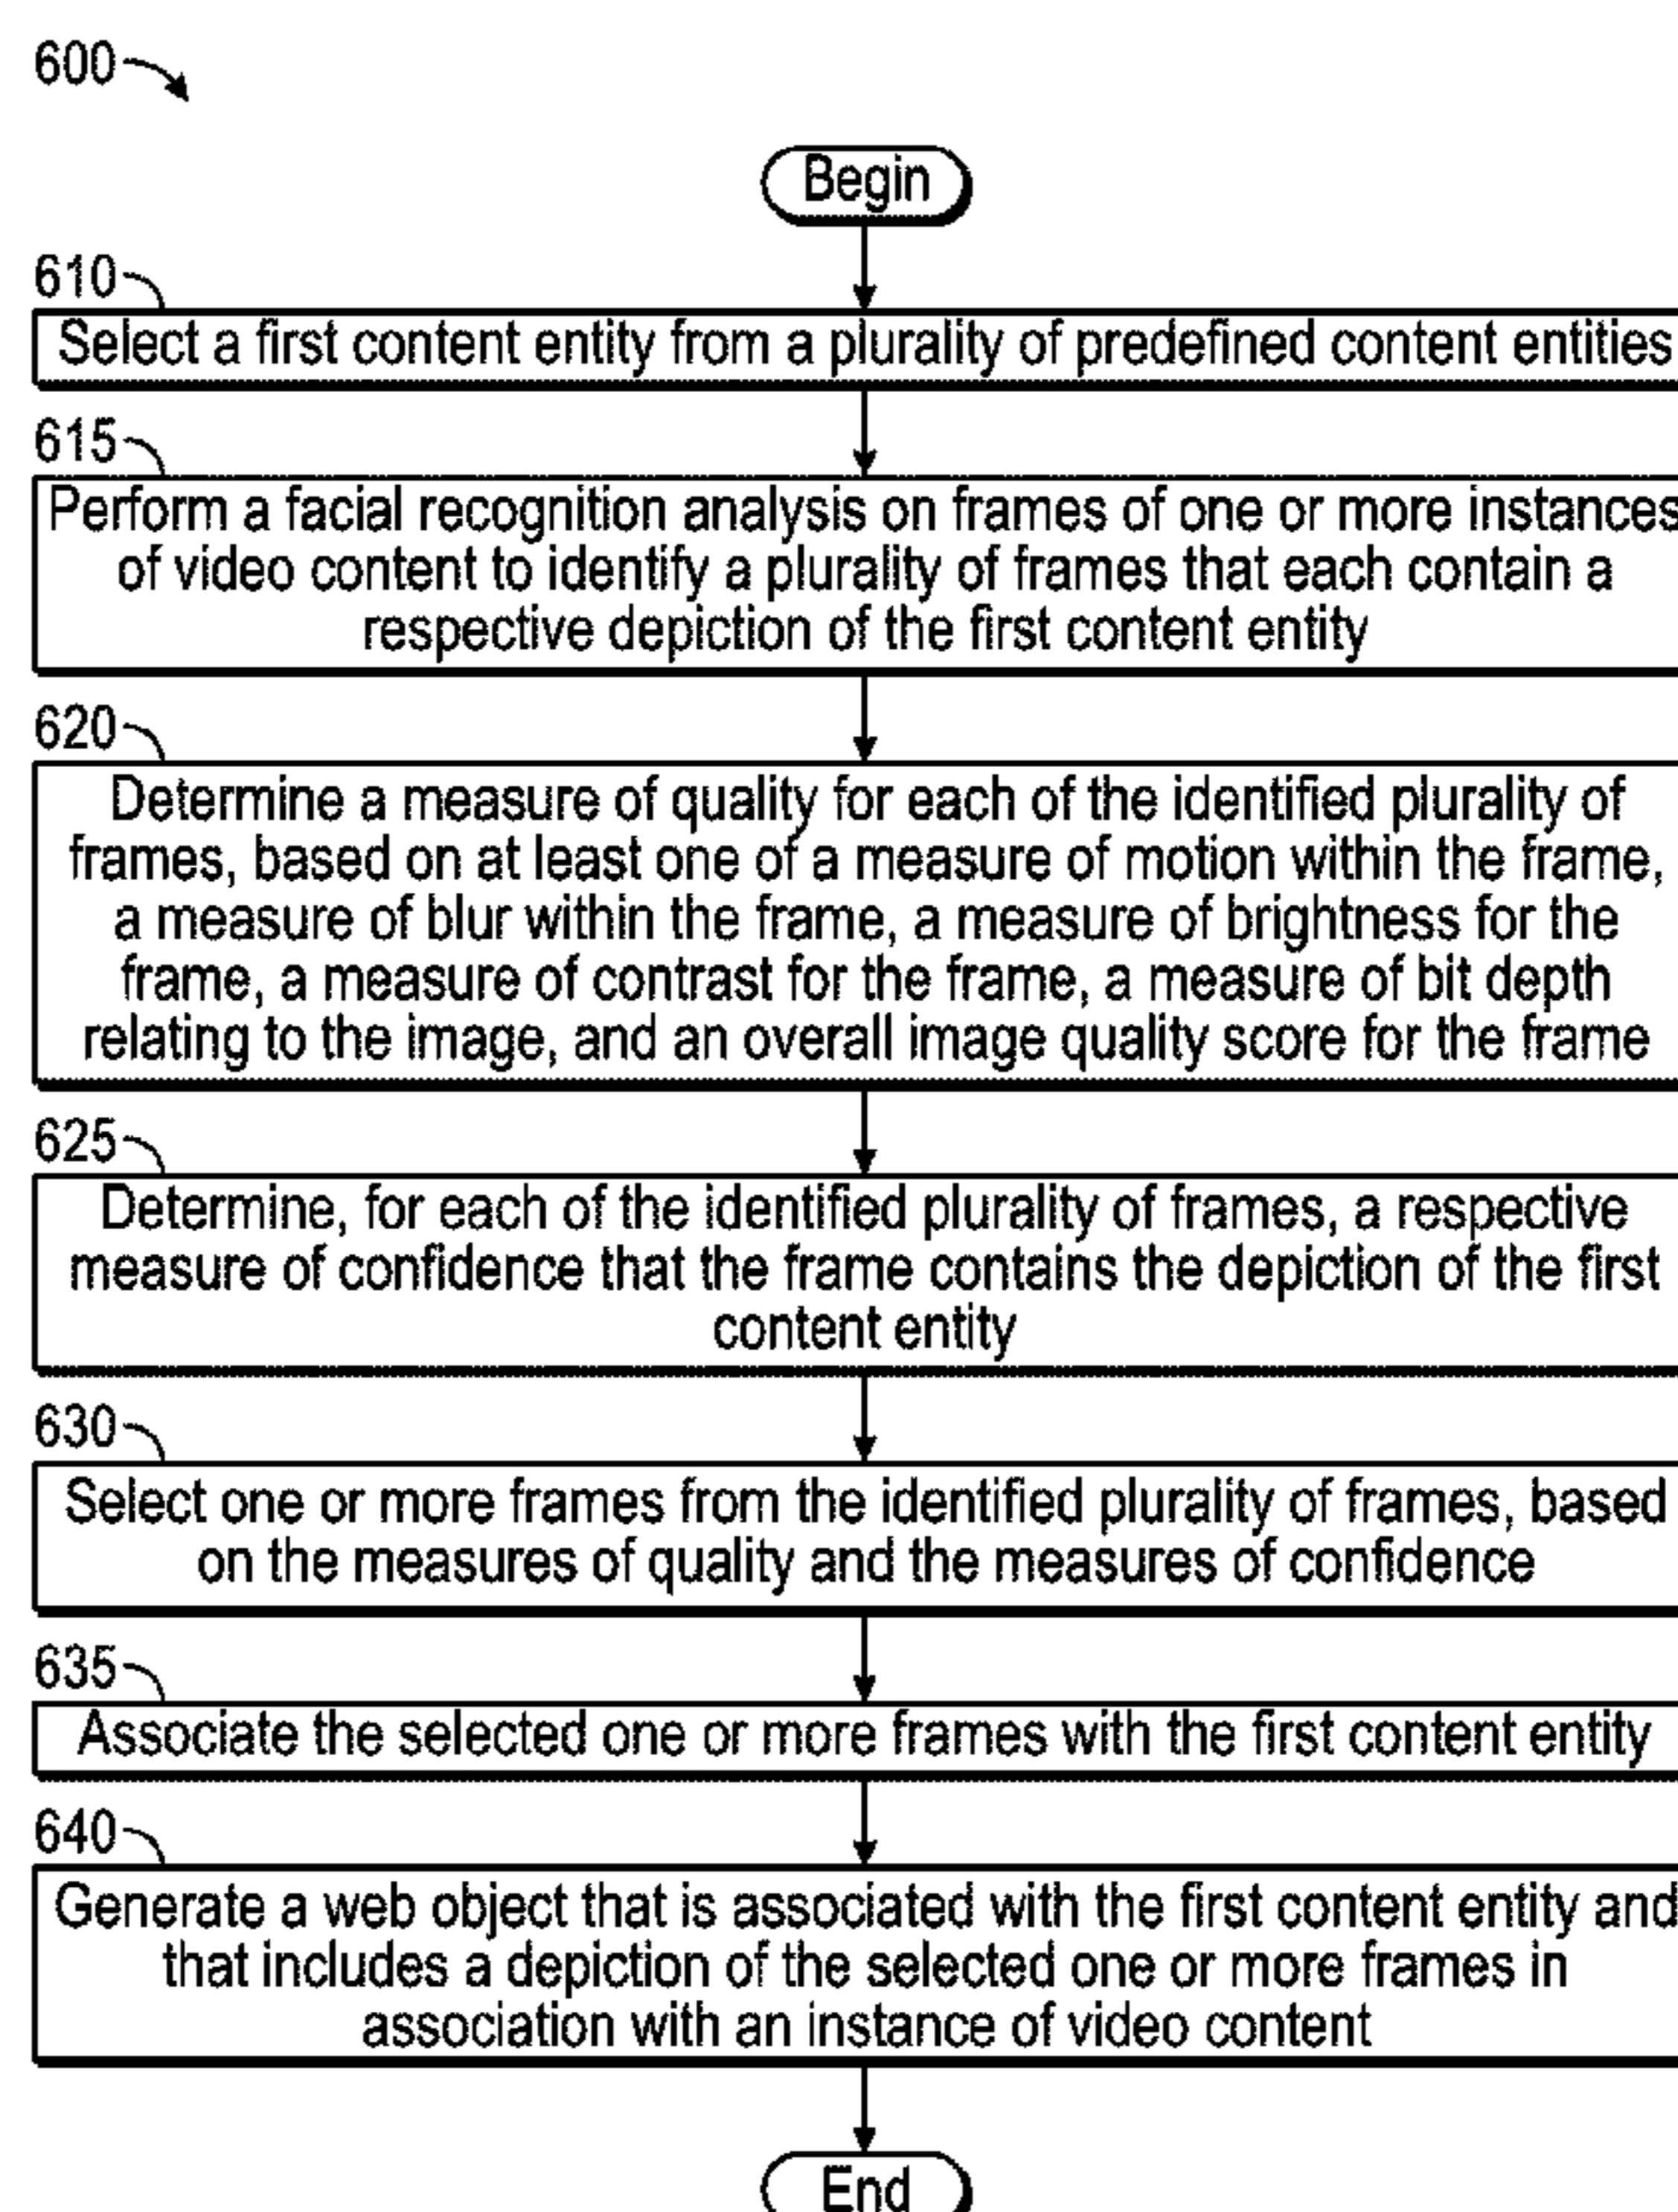 600
Begin
610
Select a first content entity from a plurality of predefined content entities
615
Perform a facial recognition analysis on frames of one or more instances
of video content to identify a plurality of frames that each contain a
respective depiction of the first content entity
620
Determine a measure of quality for each of the identified plurality of
frames, based on at least one of a measure of motion within the frame,
a measure of blur within the frame, a measure of brightness for the
frame, a measure of contrast for the frame, a measure of bit depth
relating to the image, and an overall image quality score for the frame
625
Determine, for each of the identified plurality of frames, a respective
measure of confidence that the frame contains the depiction of the first
content entity
630
Select one or more frames from the identified plurality of frames, based
on the measures of quality and the measures of confidence
635
Associate the selected one or more frames with the first content entity
640
Generate a web object that is associated with the first content entity and
that includes a depiction of the selected one or more frames in
association with an instance of video content
End